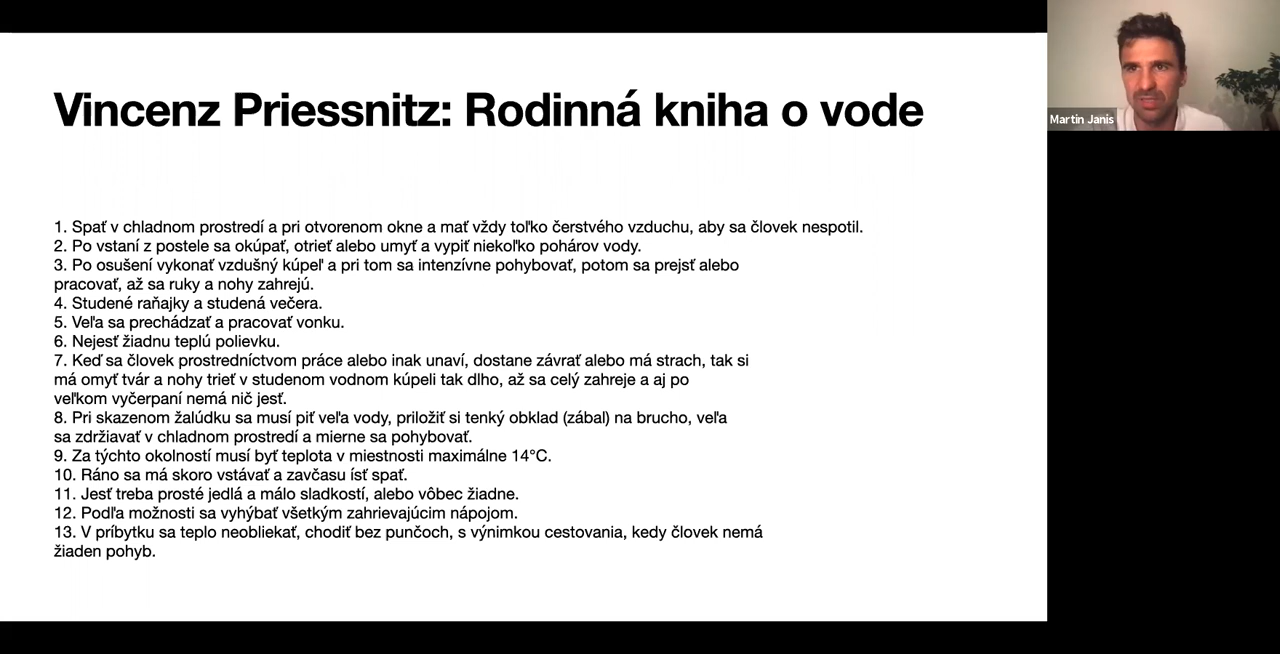 Vincenz Priessnitz: Rodinná kniha o vode
1. Spať v chladnom prostredí a pri otvorenom okne a mať vždy toľko čerstvého vzduchu, aby sa človek nespotil.
2. Po vstaní z postele sa okúpať, otrieť alebo umyť a vypiť niekoľko pohárov vody.
3. Po osušení vykonať vzdušný kúpeľ a pri tom sa intenzívne pohybovať, potom sa prejsť alebo
pracovať, až sa ruky a nohy zahrejú.
4. Studené raňajky a studená večera.
5. Veľa sa prechádzať a pracovať vonku.
6. Nejesť žiadnu teplú polievku.
7. Keď sa človek prostredníctvom práce alebo inak unaví, dostane závrať alebo má strach, tak si
má omyť tvár a nohy trieť v studenom vodnom kúpeli tak dlho, až sa celý zahreje a aj po
veľkom vyčerpaní nemá nič jesť.
8. Pri skazenom žalúdku sa musí piť veľa vody, priložiť si tenký obklad (zábal) na brucho, veľa
sa zdržiavať v chladnom prostredí a mierne sa pohybovať.
9. Za týchto okolností musí byť teplota v miestnosti maximálne 14°C.
10. Ráno sa má skoro vstávať a zavčasu ísť spať.
11. Jesť treba prosté jedlá a málo sladkostí, alebo vôbec žiadne.
12. Podľa možnosti sa vyhýbať všetkým zahrievajúcim nápojom.
13. V príbytku sa teplo neobliekať, chodiť bez punčoch, s výnimkou cestovania, kedy človek nemá
žiaden pohyb.
Martin Janis